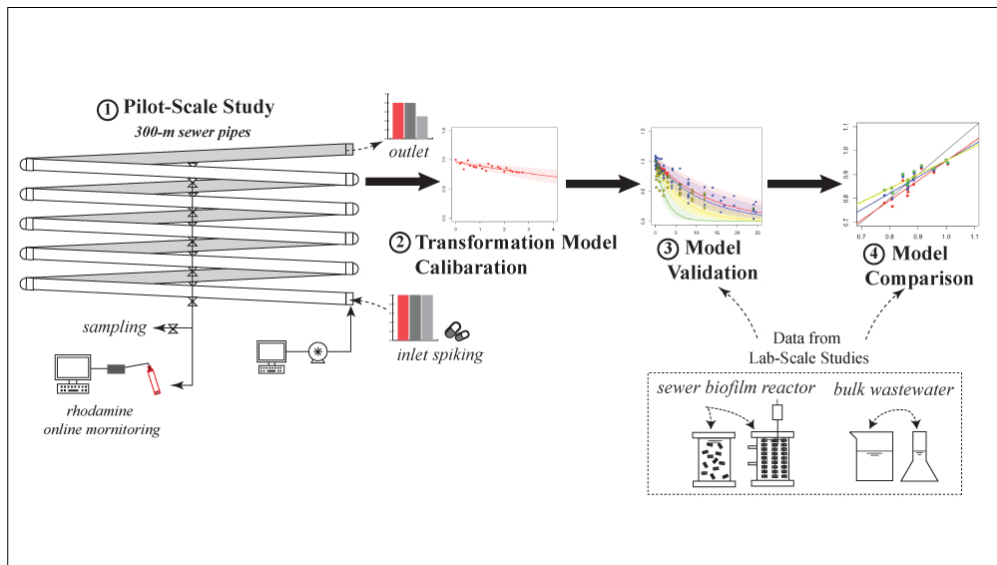 ① Pilot-Scale Study
300-m sewer pipes
outlet
② Transformation Model
Calibaration
③ Model
Validation
④ Model
Comparison
sampling
inlet spiking
rhodamine
online mornitoring
Data from
Lab-Scale Studies
sewer biofilm reactor
bulk wastewater